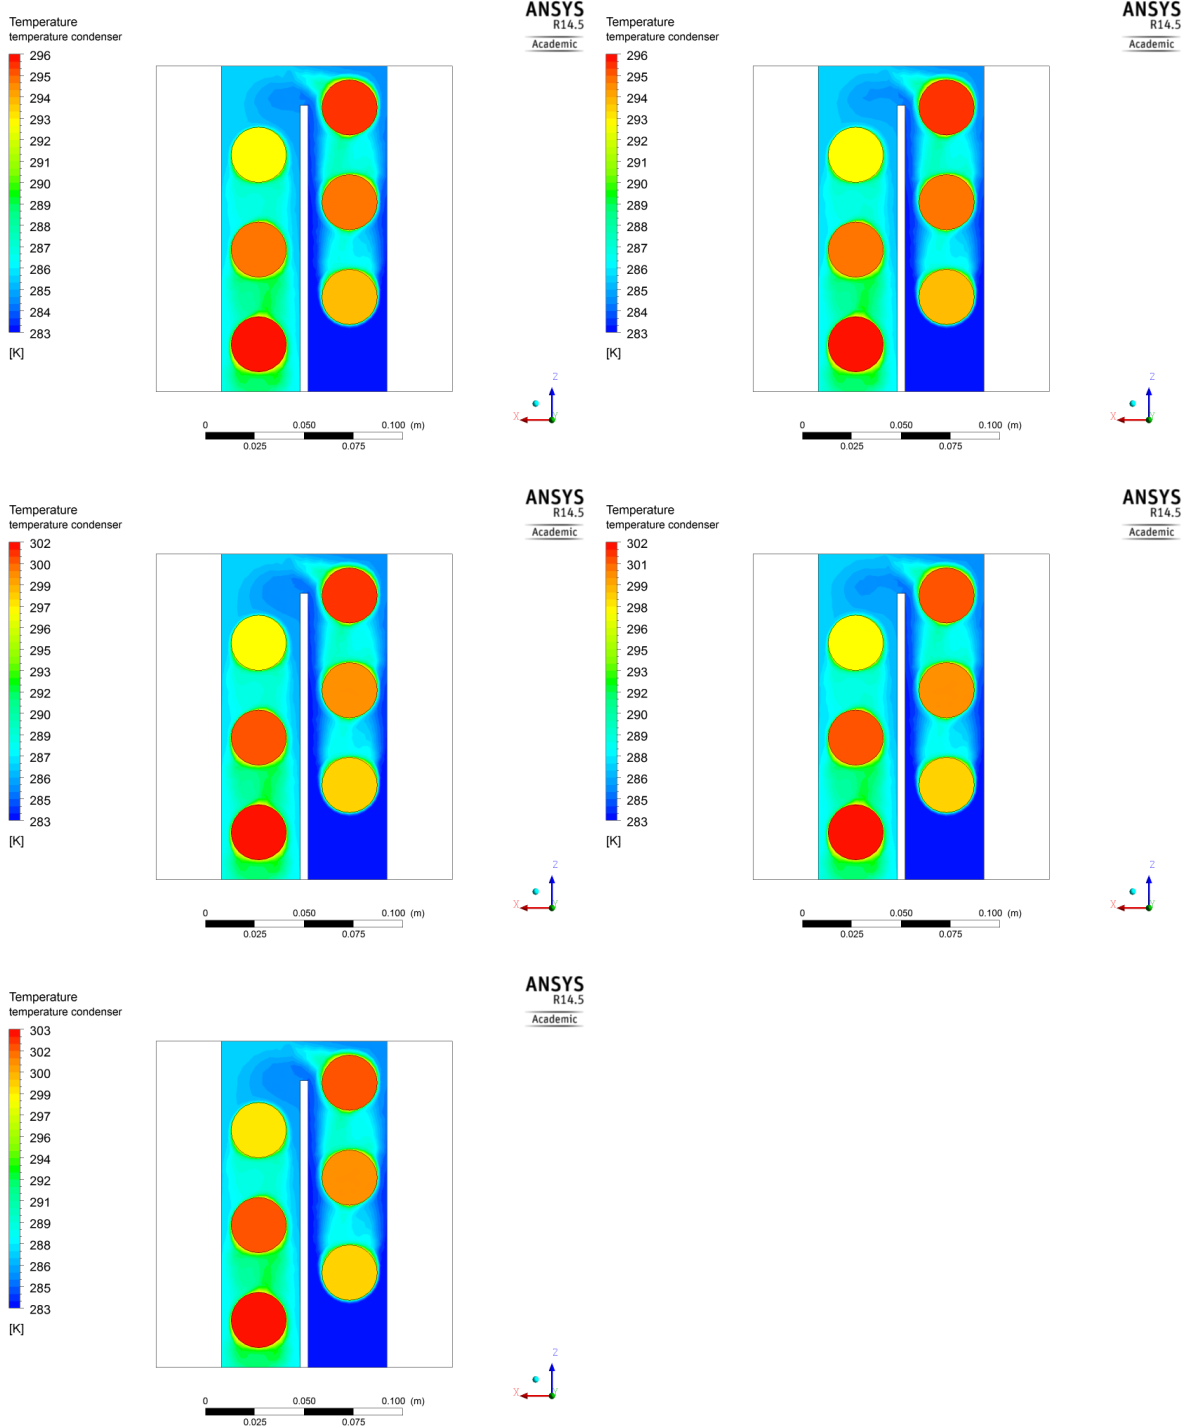 ANSYS
R14.5
Academic
Temperature
temperature condenser
296
295
294
293
292
291
290
288
287
286
285
284
283
[K]
Z
X
Y
0 0.050 0.100 (m)
0.025 0.075
ANSYS
R14.5
Academic
Temperature
temperature condenser
296
295
294
293
292
291
290
288
287
286
285
284
283
[K]
Z
X
Y
0 0.050 0.100 (m)
0.025 0.075
ANSYS
R14.5
Academic
Temperature
temperature condenser
302
300
299
297
296
295
293
292
290
289
287
286
285
283
[K]
Z
X
Y
0 0.050 0.100 (m)
0.025 0.075
ANSYS
R14.5
Academic
Temperature
temperature condenser
302
301
299
298
296
295
293
292
290
289
288
286
285
283
[K]
Z
X
Y
0 0.050 0.100 (m)
0.025 0.075
ANSYS
R14.5
Academic
Temperature
temperature condenser
303
302
300
299
297
296
294
292
291
289
288
286
285
283
[K]
Z
X
Y
0 0.050 0.100 (m)
0.025 0.075